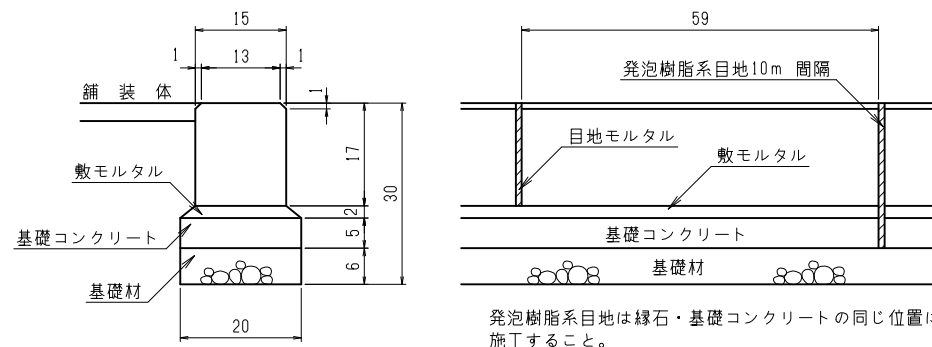 15
1
13
1
舗装体
1
17
30
敷モルタル
2
基礎コンクリート
5
6
基礎材
20
59
発泡樹脂系目地10m 間隔
目地モルタル
敷モルタル
基礎コンクリート
基礎材
発泡樹脂系目地は縁石・基礎コンクリートの同じ位置に
施工すること。